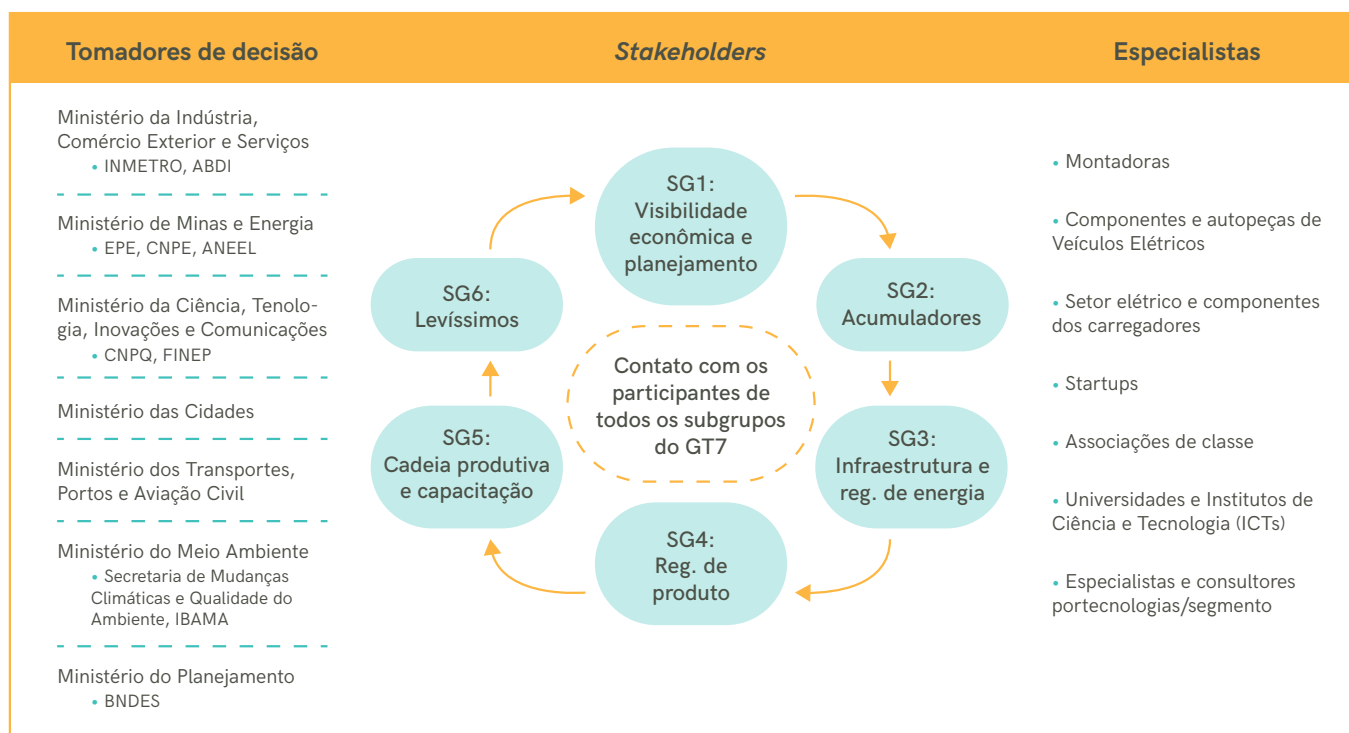 Tomadores de decisão
Stakeholders
Especialistas
Ministério da Indústria,
Comércio Exterior e Serviços
• INMETRO, ABDI
Ministério de Minas e Energia
• EPE, CNPE, ANEEL
Ministério da Ciência, Tenolo-
gia, Inovações e Comunicações
• CNPQ, FINEP
Ministério das Cidades
Ministério dos Transportes,
Portos e Aviação Civil
Ministério do Meio Ambiente
• Secretaria de Mudanças
Climáticas e Qualidade do
Ambiente, IBAMA
Ministério do Planejamento
• BNDES
SG1:
Visibilidade
econômica e
planejamento
SG2:
Acumuladores
SG3:
Infraestrutura e
reg. de energia
SG4:
Reg. de
produto
SG5:
Cadeia produtiva
e capacitação
SG6:
Levíssimos
Contato com os
participantes de
todos os subgrupos
do GT7
• Montadoras
• Componentes e autopeças de
Veículos Elétricos
• Setor elétrico e componentes
dos carregadores
• Startups
• Associações de classe
• Universidades e Institutos de
Ciência e Tecnologia (ICTs)
• Especialistas e consultores
portecnologias/segmento